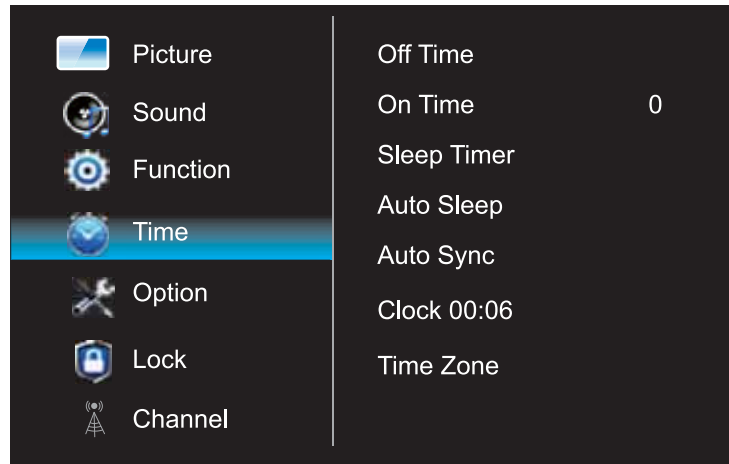 Picture
Sound
Function
Time
Option
Lock
Channel
Off Time
On Time 0
Sleep Timer
Auto Sleep
Auto Sync
Clock 00:06
Time Zone